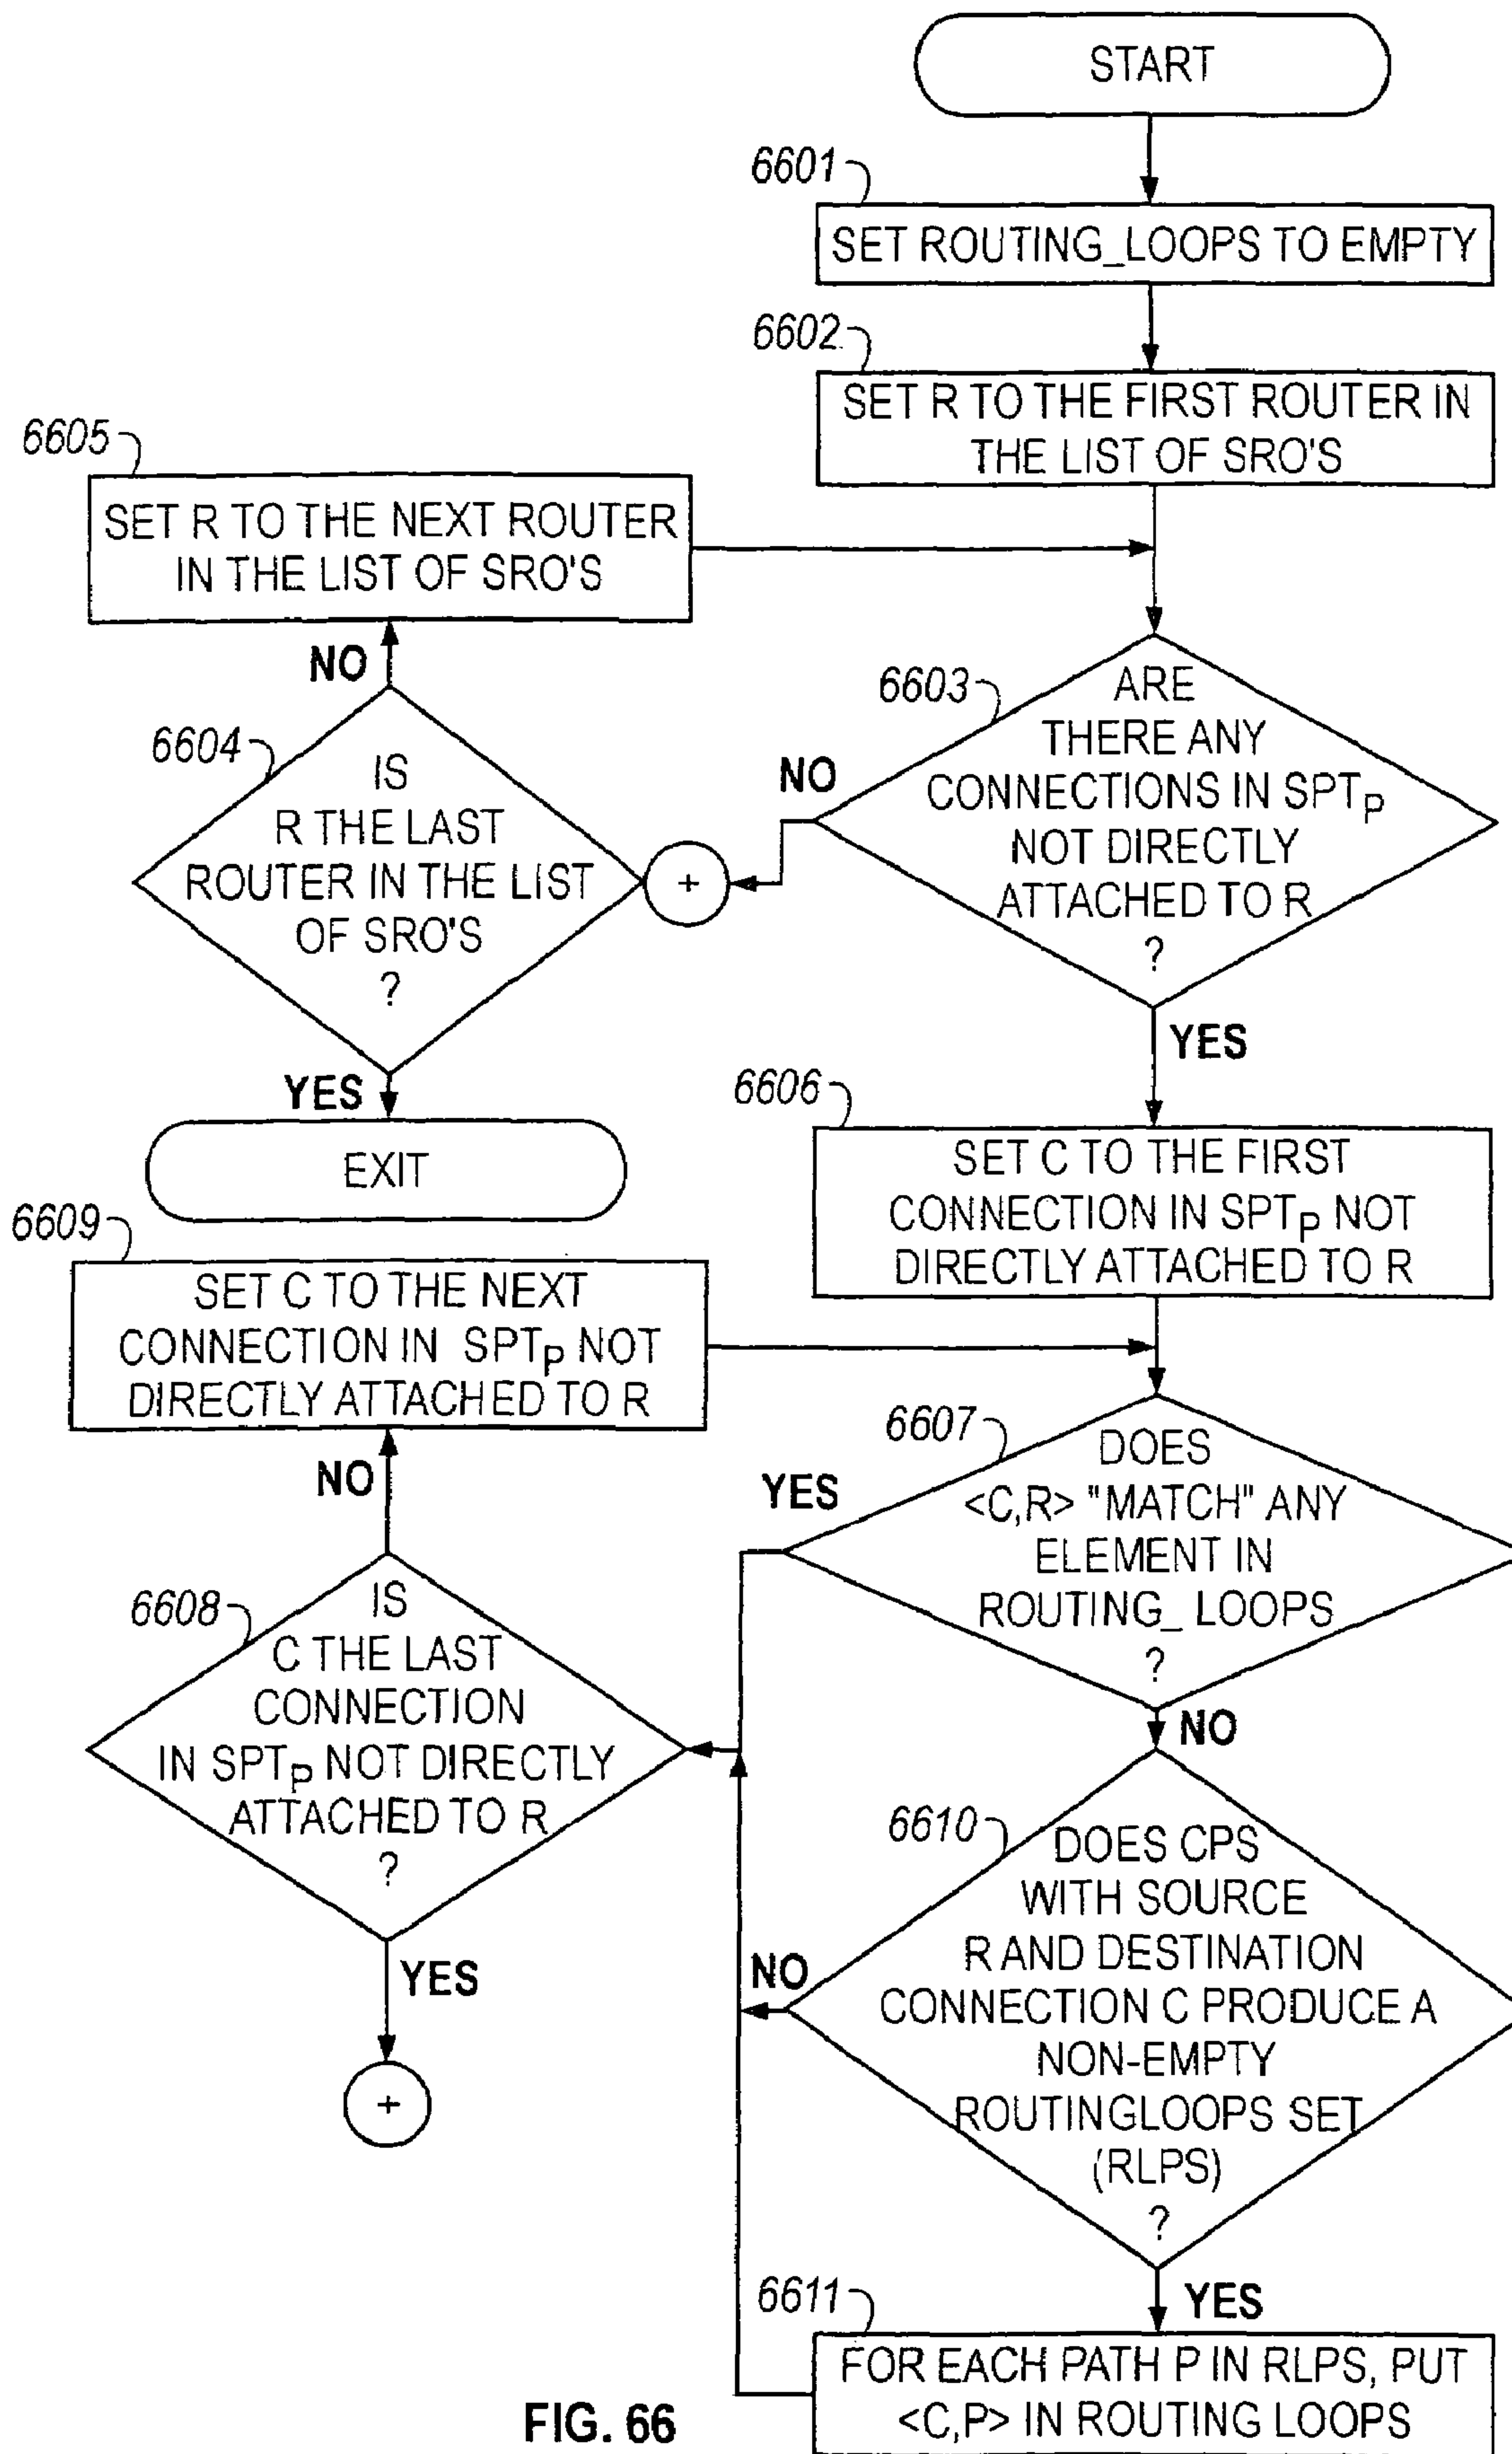 START
6601
SET ROUTING_LOOPS TO EMPTY
6602
SET R TO THE FIRST ROUTER IN
THE LIST OF SRO'S
6605
SET R TO THE NEXT ROUTER
IN THE LIST OF SRO'S
NO
6603
ARE
THERE ANY
CONNECTIONS IN SPTP
NOT DIRECTLY
ATTACHED TO R
?
NO
6604
IS
R THE LAST
ROUTER IN THE LIST
OF SRO'S
?
+
YES
EXIT
YES
6606
SET C TO THE FIRST
CONNECTION IN SPTP NOT
DIRECTLY ATTACHED TO R
6609
SET C TO THE NEXT
CONNECTION IN SPTP NOT
DIRECTLY ATTACHED TO R
NO
6607
DOES
<C,R> "MATCH" ANY
ELEMENT IN
ROUTING_ LOOPS
?
YES
NO
6608
IS
C THE LAST
CONNECTION
IN SPTP NOT DIRECTLY
ATTACHED TO R
?
YES
+
6610
DOES CPS
WITH SOURCE
R AND DESTINATION
CONNECTION C PRODUCE A
NON-EMPTY
ROUTINGLOOPS SET
(RLPS)
?
NO
YES
6611
FOR EACH PATH P IN RLPS, PUT
<C,P> IN ROUTING LOOPS
FIG. 66